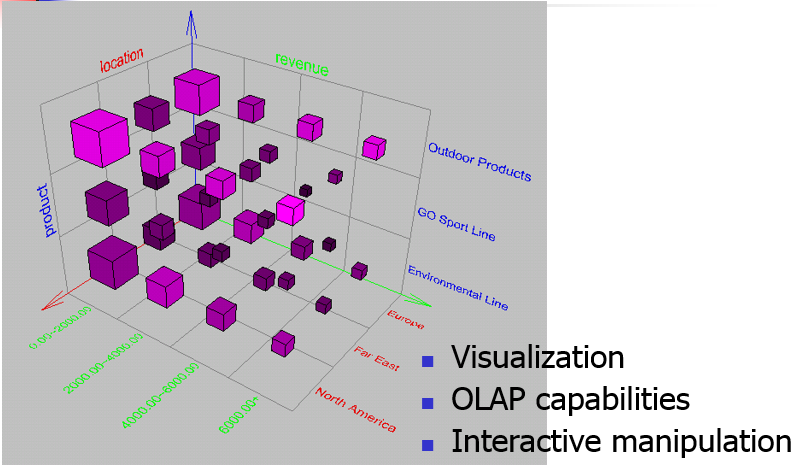 location
revenue
product
Outdoor Products
GO Sport Line
Environmental Line
0.00~2000.00
2000.00~4000.00
4000.00~6000.00
6000.00+
Europe
Far East
North America
Visualization
OLAP capabilities
Interactive manipulation